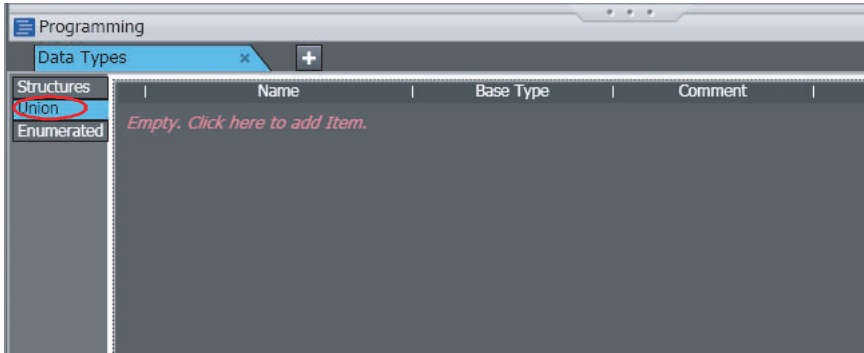 Programming
Data Types
Structures
Union
Enumerated
Name Base Type Comment
Empty. Click here to add Item.